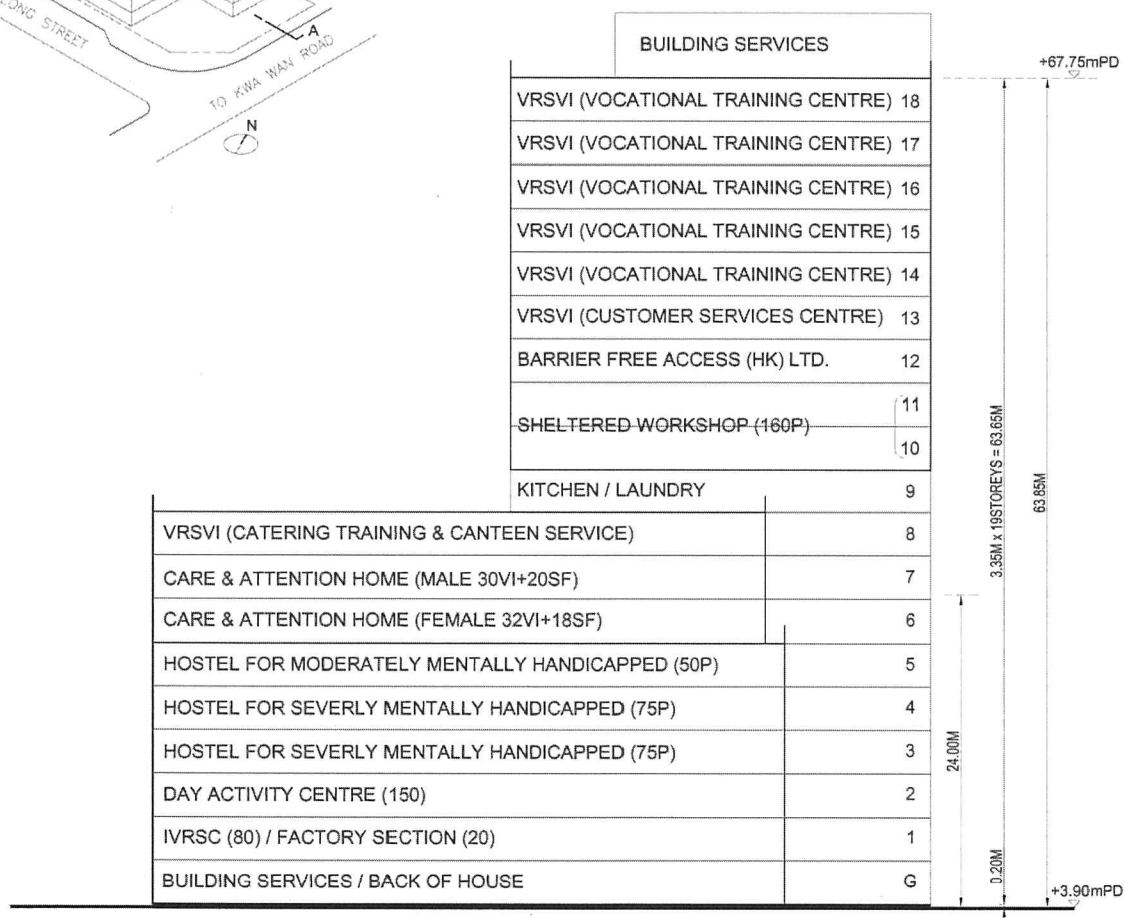 STREET
A
TO KWA WAN ROAD
N
BUILDING SERVICES
+67.75mPD
VRSVI (VOCATIONAL TRAINING CENTRE) 18
VRSVI (VOCATIONAL TRAINING CENTRE) 17
VRSVI (VOCATIONAL TRAINING CENTRE) 16
VRSVI (VOCATIONAL TRAINING CENTRE) 15
VRSVI (VOCATIONAL TRAINING CENTRE) 14
VRSVI (CUSTOMER SERVICES CENTRE) 13
BARRIER FREE ACCESS (HK) LTD. 12
11
SHELTERED WORKSHOP (160P)
10
KITCHEN / LAUNDRY 9
VRSVI (CATERING TRAINING & CANTEEN SERVICE) 8
CARE & ATTENTION HOME (MALE 30VI+20SF) 7
CARE & ATTENTION HOME (FEMALE 32VI+18SF) 6
HOSTEL FOR MODERATELY MENTALLY HANDICAPPED (50P) 5
HOSTEL FOR SEVERLY MENTALLY HANDICAPPED (75P) 4
HOSTEL FOR SEVERLY MENTALLY HANDICAPPED (75P) 3
DAY ACTIVITY CENTRE (150) 2
IVRSC (80) / FACTORY SECTION (20) 1
BUILDING SERVICES / BACK OF HOUSE G
24.00M
3.35M x 19STOREYS = 63.65M
0.20M
63.85M
+3.90mPD